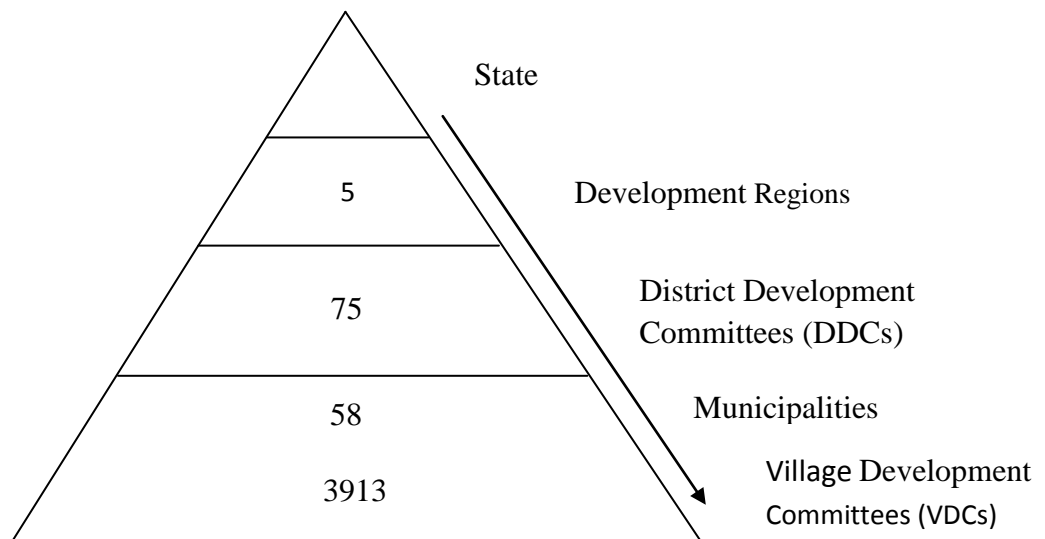 State
5
Development Regions
75
District Development
Committees (DDCs)
58
Municipalities
3913
Village Development
Committees (VDCs)